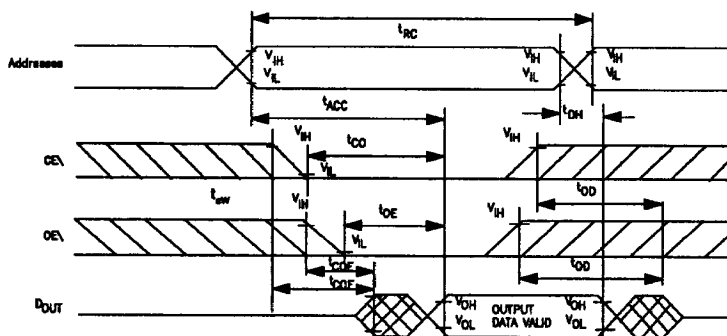 tRC
Addresses
VIH
VIL
VIH
VIL
VIH
VIL
tACC
tOH
VIH
tCO
VIH
CE\
VIL
tOD
tew
VIH
tOE
VIH
OE\
VIL
tCOE
tOD
tCOE
DOUT
VOH
VOL
OUTPUT
DATA VALID
VOH
VOL